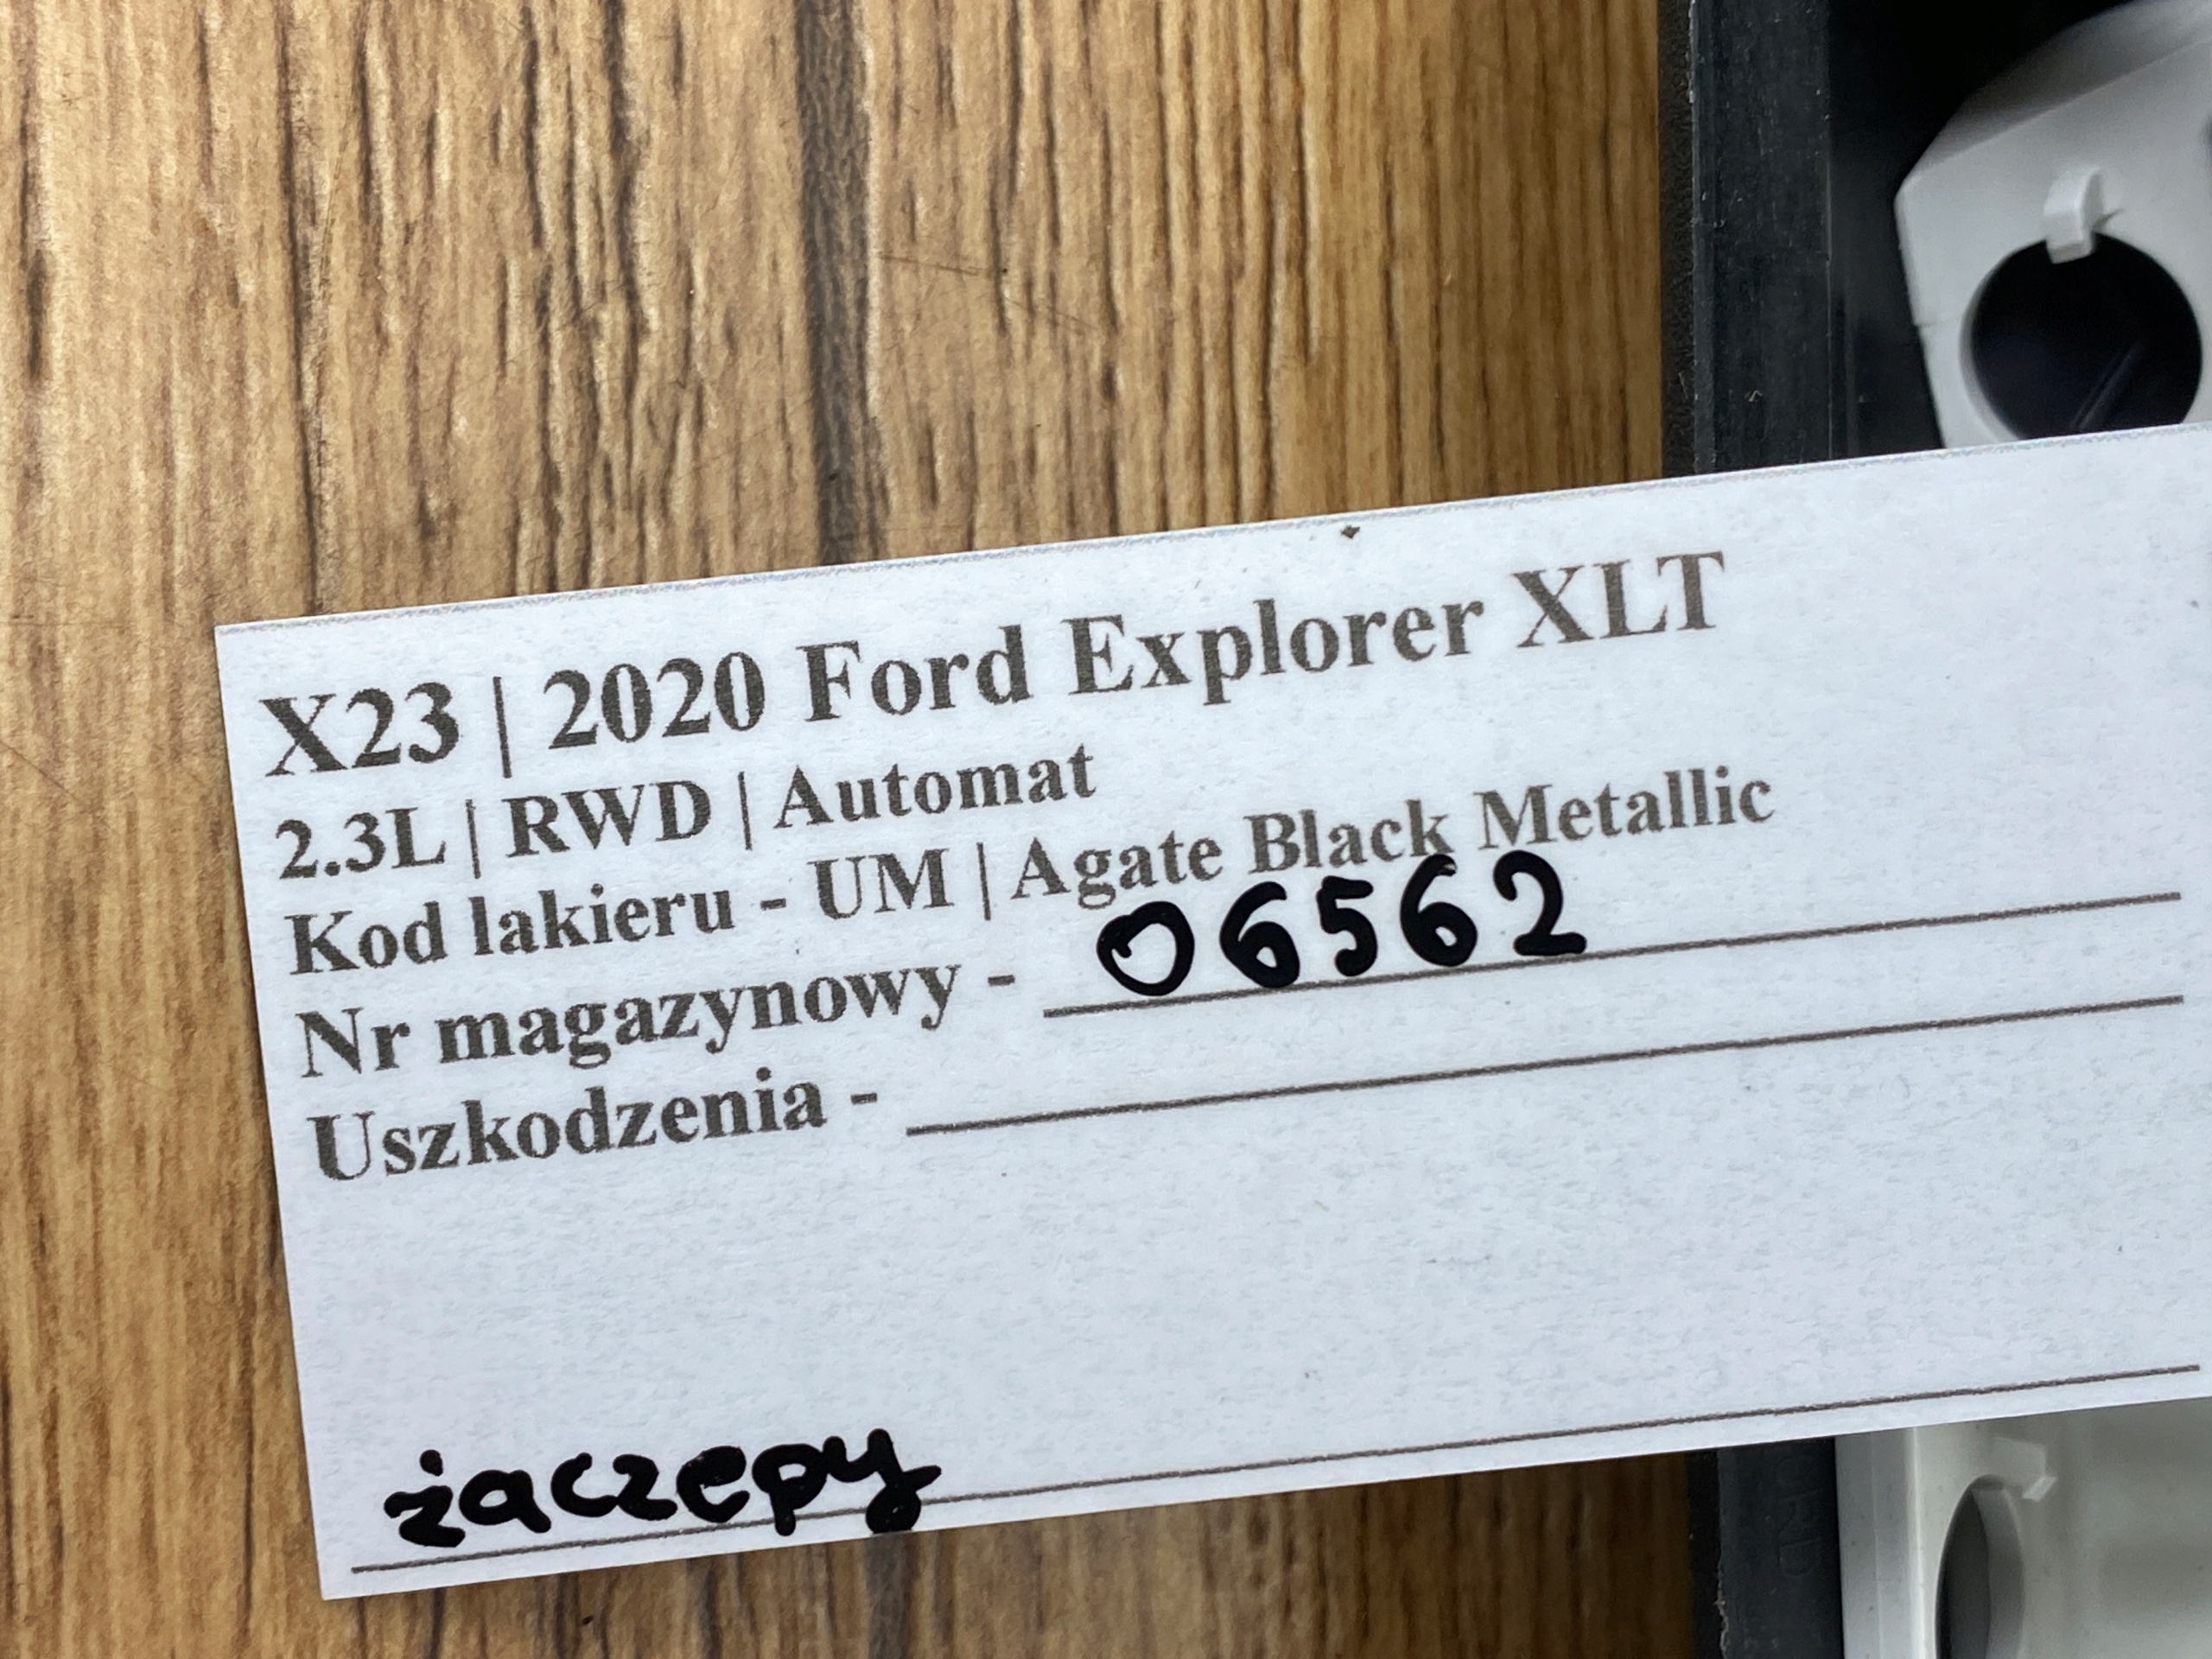 X23 | 2020 Ford Explorer XLT
2.3L | RWD | Automat
Kod lakieru - UM | Agate Black Metallic
Nr magazynowy - 06562
Uszkodzenia -
żaczepy